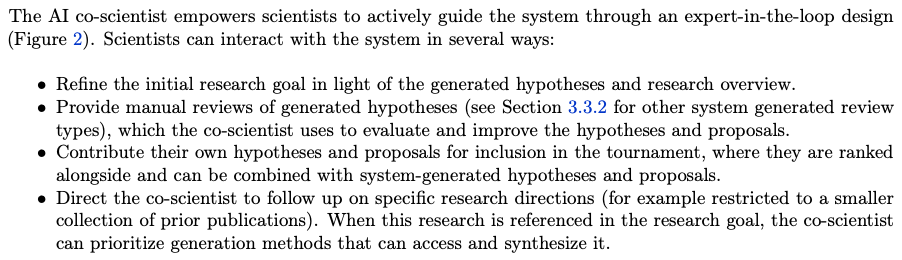 The AI co-scientist empowers scientists to actively guide the system through an expert-in-the-loop design
(Figure 2). Scientists can interact with the system in several ways:
• Refine the initial research goal in light of the generated hypotheses and research overview.
• Provide manual reviews of generated hypotheses (see Section 3.3.2 for other system generated review
types), which the co-scientist uses to evaluate and improve the hypotheses and proposals.
• Contribute their own hypotheses and proposals for inclusion in the tournament, where they are ranked
alongside and can be combined with system-generated hypotheses and proposals.
• Direct the co-scientist to follow up on specific research directions (for example restricted to a smaller
collection of prior publications). When this research is referenced in the research goal, the co-scientist
can prioritize generation methods that can access and synthesize it.